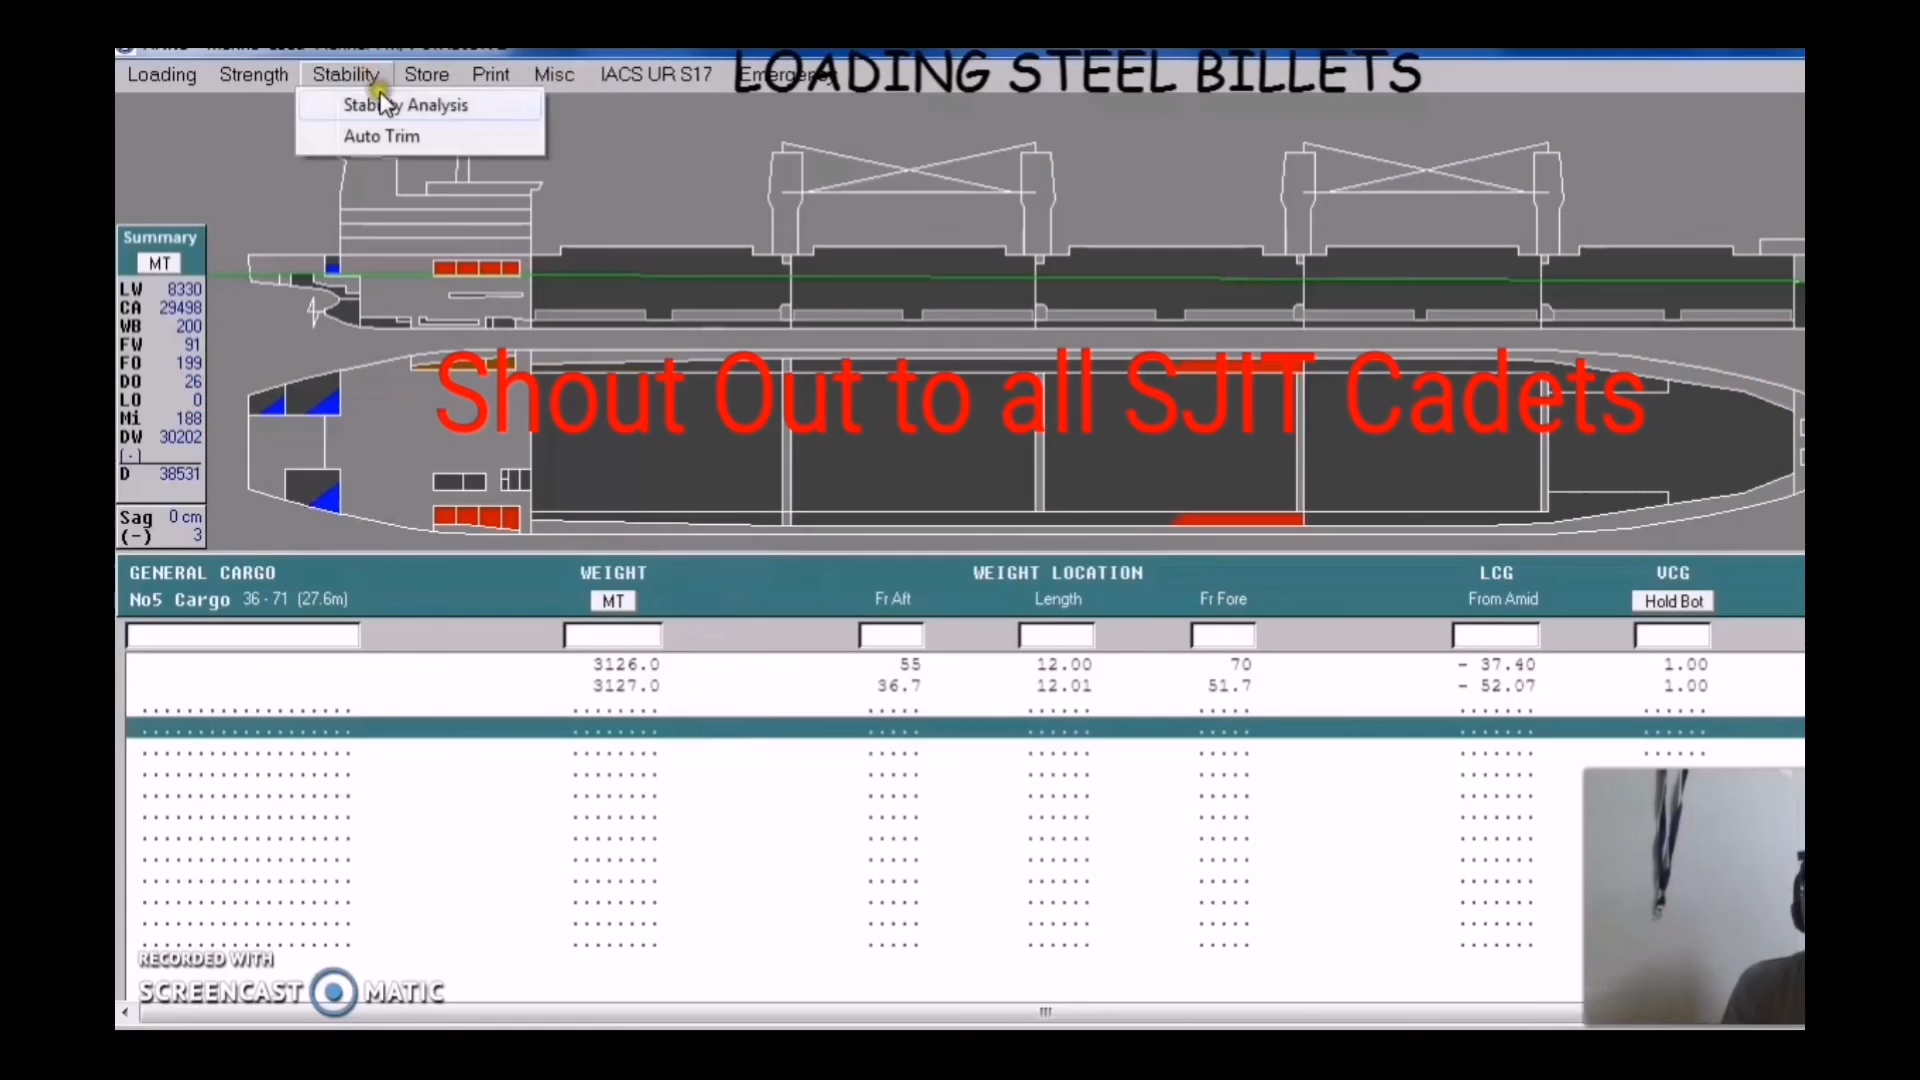 LOADING STEEL BILLETS
Loading Strength Stability Store Print Misc IACS UR S17 Emergency
Stability Analysis
Auto Trim
Summary
MT
LW 8330
CA 29498
WB 200
FW 91
FO 199
DO 26
LO 0
Mi 188
DW 30202
(-)
D 38531
Sag 0 cm
(-) 3
Shout Out to all SJIT Cadets
GENERAL CARGO WEIGHT WEIGHT LOCATION LCG VCG
No5 Cargo 36 - 71 (27.6m) MT Fr Aft Length Fr Fore From Amid Hold Bot
3126.0 55 12.00 70 - 37.40 1.00
3127.0 36.7 12.01 51.7 - 52.07 1.00
RECORDED WITH
SCREENCAST MATIC